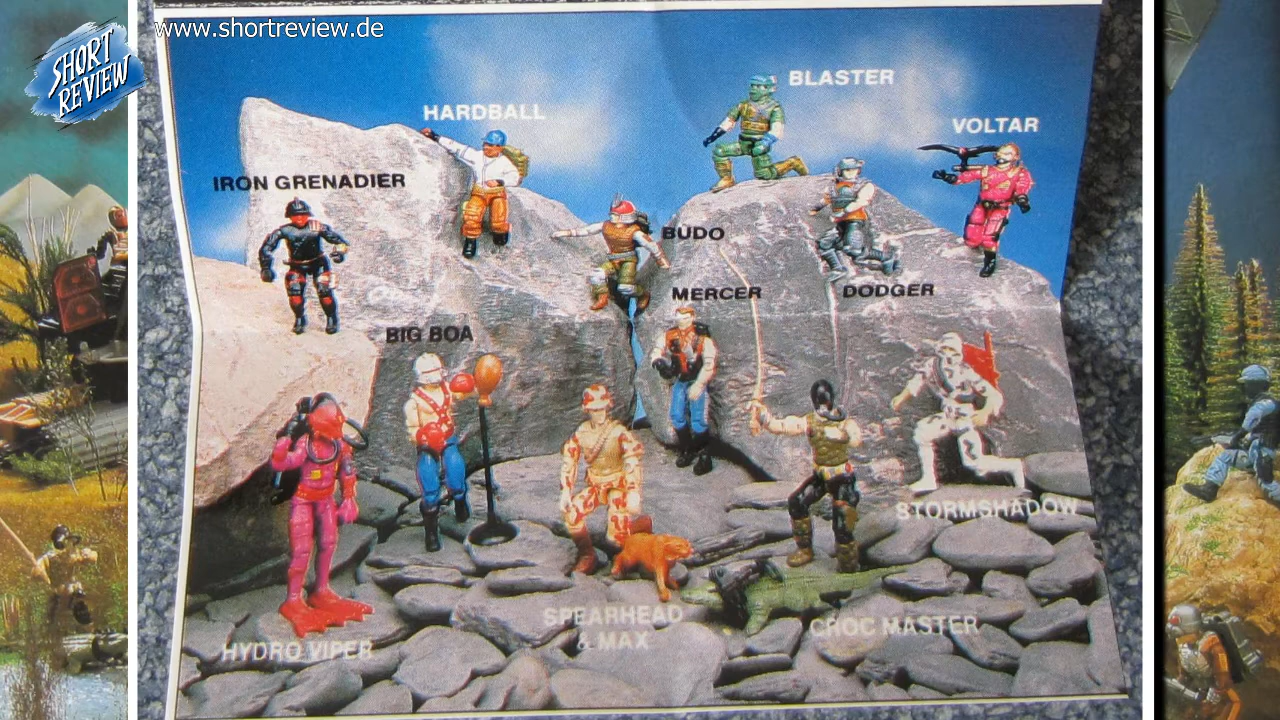 www.shortreview.de
SHORT
REVIEW
BLASTER
HARDBALL
VOLTAR
IRON GRENADIER
BUDO
MERCER
DODGER
BIG BOA
STORMSHADOW
SPEARHEAD
& MAX
CROC MASTER
HYDRO VIPER